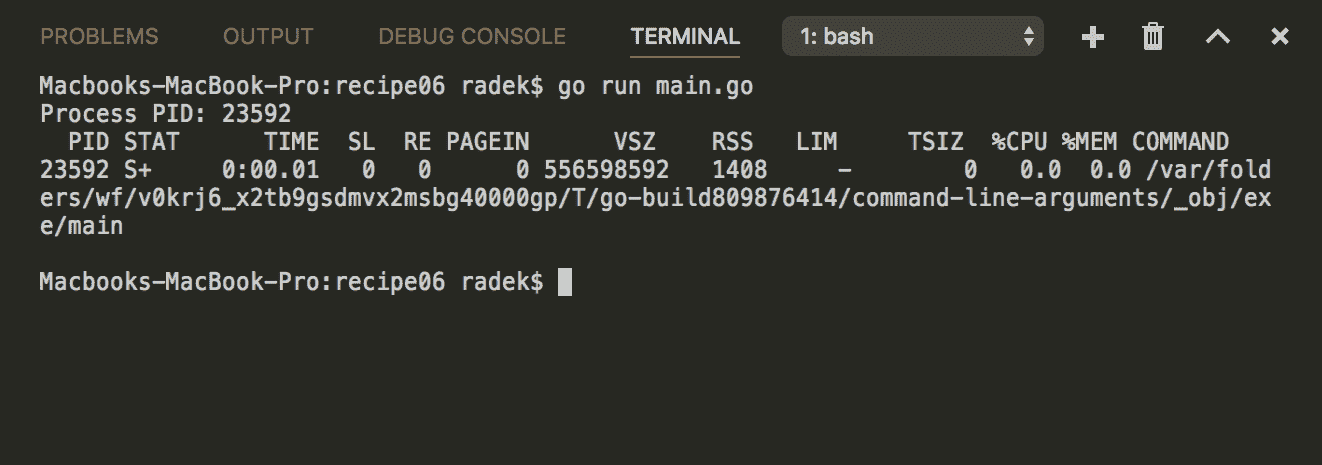 PROBLEMS OUTPUT DEBUG CONSOLE TERMINAL 1: bash
Macbooks-MacBook-Pro:recipe06 radek$ go run main.go
Process PID: 23592
  PID STAT      TIME  SL  RE PAGEIN      VSZ    RSS   LIM     TSIZ  %CPU %MEM COMMAND
23592 S+     0:00.01   0   0      0 556598592   1408     -        0   0.0  0.0 /var/fold
ers/wf/v0krj6_x2tb9gsdmvx2msbg40000gp/T/go-build809876414/command-line-arguments/_obj/ex
e/main
Macbooks-MacBook-Pro:recipe06 radek$